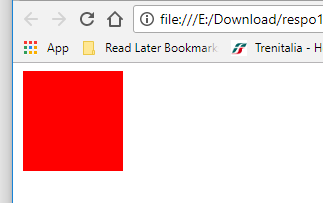 file:///E:/Download/respo1
App
Read Later Bookmark
Trenitalia - H